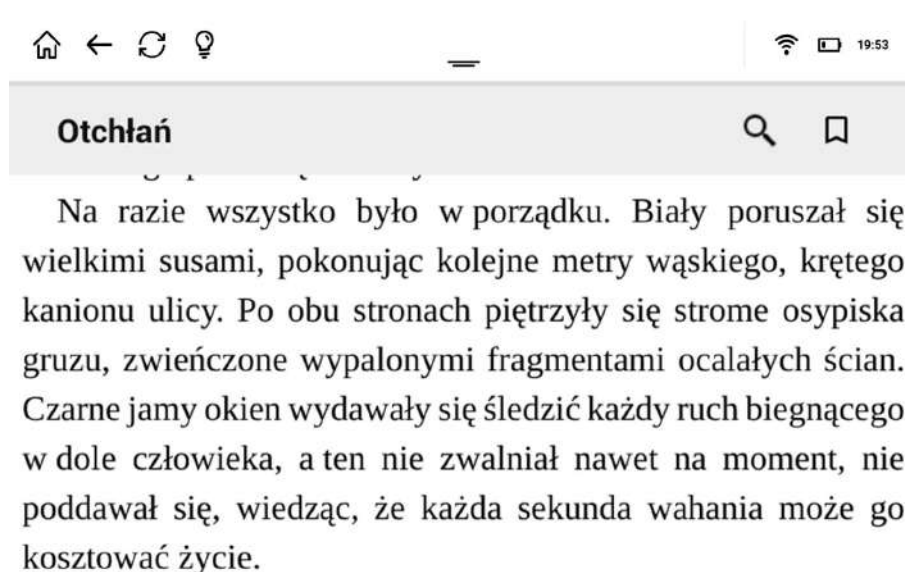 19:53
Otchłań
Na razie wszystko było w porządku. Biały poruszał się
wielkimi susami, pokonując kolejne metry wąskiego, krętego
kanionu ulicy. Po obu stronach piętrzyły się strome osypiska
gruzu, zwieńczone wypalonymi fragmentami ocalałych ścian.
Czarne jamy okien wydawały się śledzić każdy ruch biegnącego
w dole człowieka, a ten nie zwalniał nawet na moment, nie
poddawał się, wiedząc, że każda sekunda wahania może go
kosztować życie.